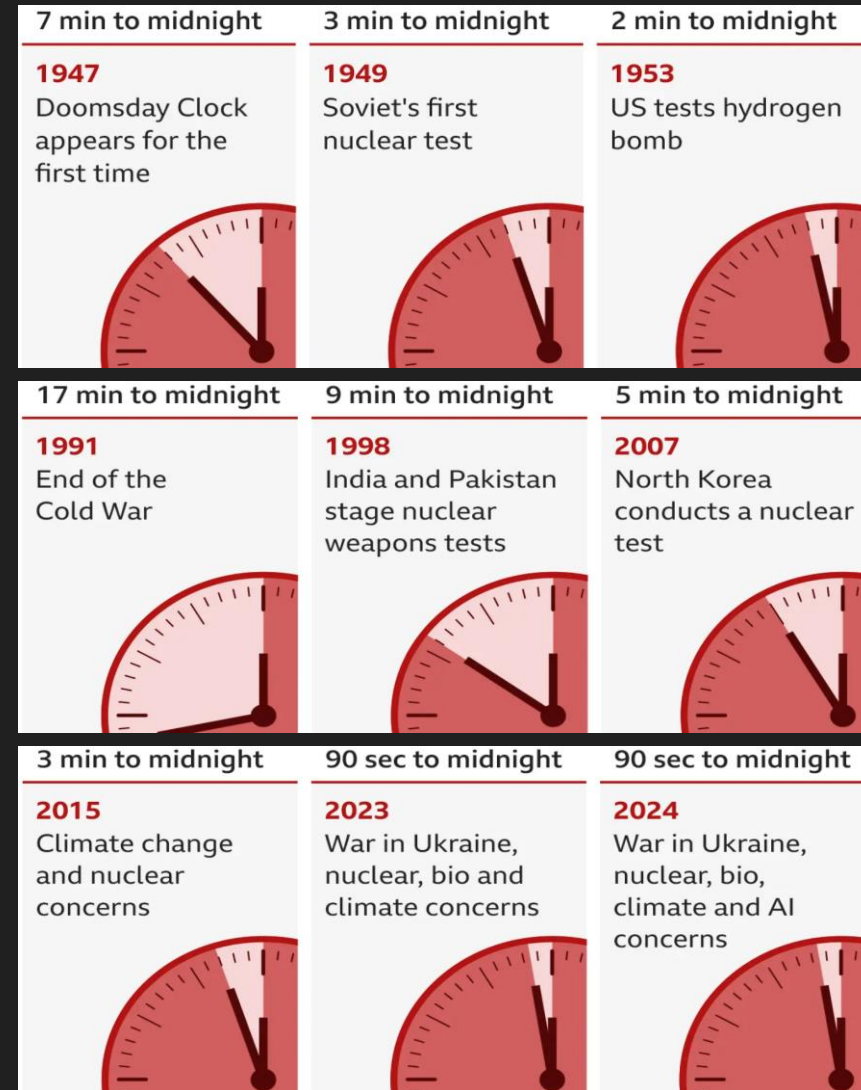 7 min to midnight
1947
Doomsday Clock
appears for the
first time
3 min to midnight
1949
Soviet's first
nuclear test
2 min to midnight
1953
US tests hydrogen
bomb
17 min to midnight
1991
End of the
Cold War
9 min to midnight
1998
India and Pakistan
stage nuclear
weapons tests
5 min to midnight
2007
North Korea
conducts a nuclear
test
3 min to midnight
2015
Climate change
and nuclear
concerns
90 sec to midnight
2023
War in Ukraine,
nuclear, bio and
climate concerns
90 sec to midnight
2024
War in Ukraine,
nuclear, bio,
climate and AI
concerns